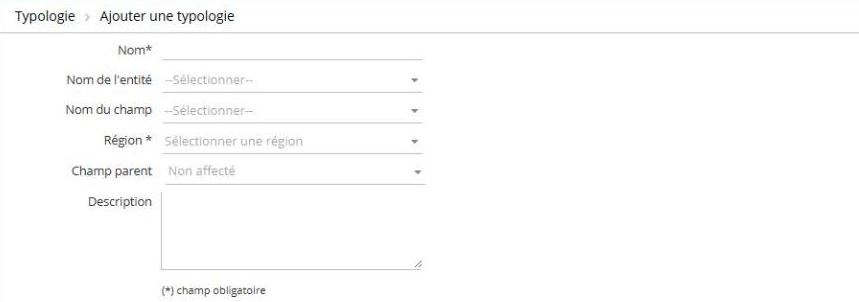 Typologie > Ajouter une typologie
Nom*
Nom de l'entité --Sélectionner--
Nom du champ --Sélectionner--
Région * Sélectionner une région
Champ parent Non affecté
Description
(*) champ obligatoire